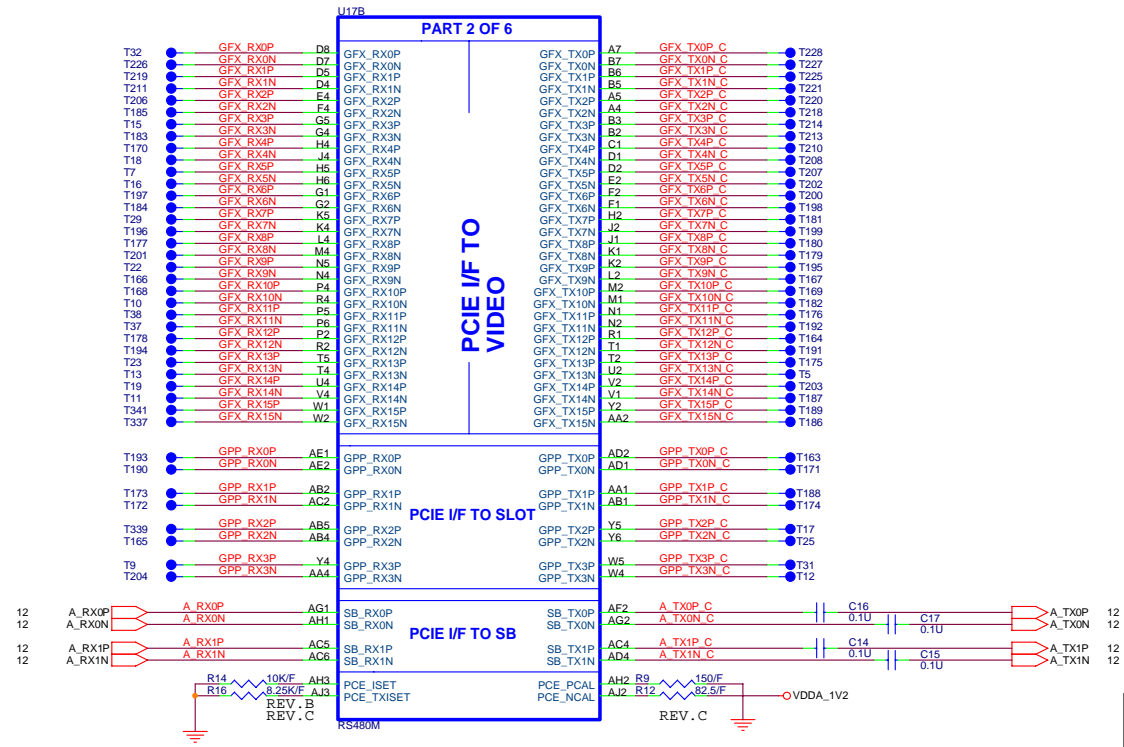 U17B
PART 2 OF 6
T32 GFX_RX0P D8 GFX_RX0P GFX_TX0P A7 GFX_TX0P_C T228
T226 GFX_RX0N D7 GFX_RX0N GFX_TX0N B7 GFX_TX0N_C T227
T219 GFX_RX1P D5 GFX_RX1P GFX_TX1P B6 GFX_TX1P_C T225
T211 GFX_RX1N D4 GFX_RX1N GFX_TX1N B5 GFX_TX1N_C T221
T206 GFX_RX2P E4 GFX_RX2P GFX_TX2P A5 GFX_TX2P_C T220
T185 GFX_RX2N F4 GFX_RX2N GFX_TX2N A4 GFX_TX2N_C T218
T15 GFX_RX3P G5 GFX_RX3P GFX_TX3P B3 GFX_TX3P_C T214
T183 GFX_RX3N G4 GFX_RX3N GFX_TX3N B2 GFX_TX3N_C T213
T170 GFX_RX4P H4 GFX_RX4P GFX_TX4P C1 GFX_TX4P_C T210
T18 GFX_RX4N J4 GFX_RX4N GFX_TX4N D1 GFX_TX4N_C T208
T7 GFX_RX5P H5 GFX_RX5P GFX_TX5P D2 GFX_TX5P_C T207
T16 GFX_RX5N H6 GFX_RX5N GFX_TX5N E2 GFX_TX5N_C T202
T197 GFX_RX6P G1 GFX_RX6P GFX_TX6P F2 GFX_TX6P_C T200
T184 GFX_RX6N G2 GFX_RX6N GFX_TX6N F1 GFX_TX6N_C T198
T29 GFX_RX7P K5 GFX_RX7P GFX_TX7P H2 GFX_TX7P_C T181
T196 GFX_RX7N K4 GFX_RX7N GFX_TX7N J2 GFX_TX7N_C T199
T177 GFX_RX8P L4 GFX_RX8P GFX_TX8P J1 GFX_TX8P_C T180
T201 GFX_RX8N M4 GFX_RX8N GFX_TX8N K1 GFX_TX8N_C T179
T22 GFX_RX9P N5 GFX_RX9P GFX_TX9P K2 GFX_TX9P_C T195
T166 GFX_RX9N N4 GFX_RX9N GFX_TX9N L2 GFX_TX9N_C T167
T168 GFX_RX10P P4 GFX_RX10P GFX_TX10P M2 GFX_TX10P_C T169
T10 GFX_RX10N R4 GFX_RX10N GFX_TX10N M1 GFX_TX10N_C T182
T38 GFX_RX11P P5 GFX_RX11P GFX_TX11P N1 GFX_TX11P_C T176
T37 GFX_RX11N P6 GFX_RX11N GFX_TX11N N2 GFX_TX11N_C T192
T178 GFX_RX12P P2 GFX_RX12P GFX_TX12P R1 GFX_TX12P_C T164
T194 GFX_RX12N R2 GFX_RX12N GFX_TX12N T1 GFX_TX12N_C T191
T23 GFX_RX13P T5 GFX_RX13P GFX_TX13P T2 GFX_TX13P_C T175
T13 GFX_RX13N T4 GFX_RX13N GFX_TX13N U2 GFX_TX13N_C T5
T19 GFX_RX14P U4 GFX_RX14P GFX_TX14P V2 GFX_TX14P_C T203
T11 GFX_RX14N V4 GFX_RX14N GFX_TX14N V1 GFX_TX14N_C T187
T341 GFX_RX15P W1 GFX_RX15P GFX_TX15P Y2 GFX_TX15P_C T189
T337 GFX_RX15N W2 GFX_RX15N GFX_TX15N AA2 GFX_TX15N_C T186
PCIE I/F TO
VIDEO
T193 GPP_RX0P AE1 GPP_RX0P GPP_TX0P AD2 GPP_TX0P_C T163
T190 GPP_RX0N AE2 GPP_RX0N GPP_TX0N AD1 GPP_TX0N_C T171
T173 GPP_RX1P AB2 GPP_RX1P GPP_TX1P AA1 GPP_TX1P_C T188
T172 GPP_RX1N AC2 GPP_RX1N GPP_TX1N AB1 GPP_TX1N_C T174
PCIE I/F TO SLOT
T339 GPP_RX2P AB5 GPP_RX2P GPP_TX2P Y5 GPP_TX2P_C T17
T165 GPP_RX2N AB4 GPP_RX2N GPP_TX2N Y6 GPP_TX2N_C T25
T9 GPP_RX3P Y4 GPP_RX3P GPP_TX3P W5 GPP_TX3P_C T31
T204 GPP_RX3N AA4 GPP_RX3N GPP_TX3N W4 GPP_TX3N_C T12
12 A_RX0P A_RX0P AG1 SB_RX0P SB_TX0P AF2 A_TX0P_C C16 0.1U A_TX0P 12
12 A_RX0N A_RX0N AH1 SB_RX0N SB_TX0N AG2 A_TX0N_C C17 0.1U A_TX0N 12
PCIE I/F TO SB
12 A_RX1P A_RX1P AC5 SB_RX1P SB_TX1P AC4 A_TX1P_C C14 0.1U A_TX1P 12
12 A_RX1N A_RX1N AC6 SB_RX1N SB_TX1N AD4 A_TX1N_C C15 0.1U A_TX1N 12
R14 10K/F AH3 PCE_ISET PCE_PCAL AH2 R9 150/F
R16 8.25K/F AJ3 PCE_TXISET PCE_NCAL AJ2 R12 82.5/F VDDA_1V2
REV.B
REV.C REV.C
RS480M